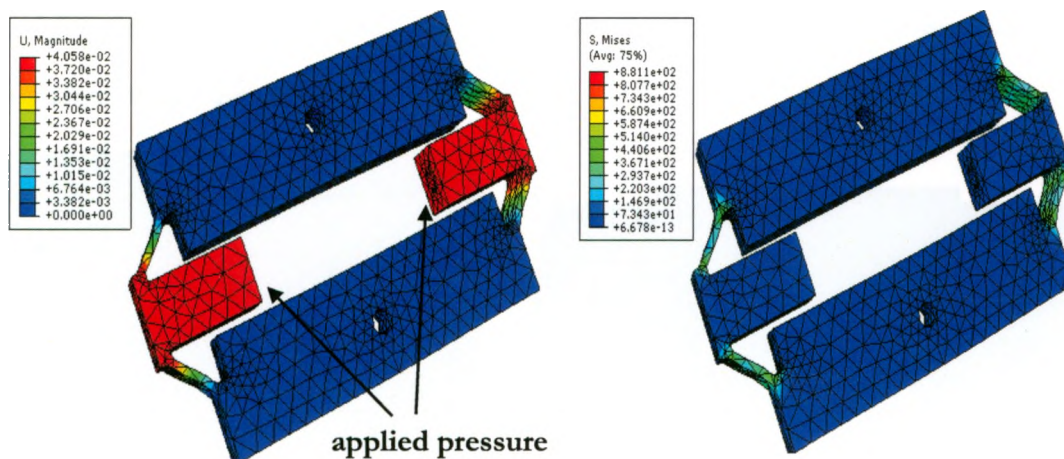 U, Magnitude
+4.058e-02
+3.720e-02
+3.382e-02
+3.044e-02
+2.706e-02
+2.367e-02
+2.029e-02
+1.691e-02
+1.353e-02
+1.015e-02
+6.764e-03
+3.382e-03
+0.000e+00
applied pressure
S, Mises
(Avg: 75%)
+8.811e+02
+8.077e+02
+7.343e+02
+6.609e+02
+5.874e+02
+5.140e+02
+4.406e+02
+3.671e+02
+2.937e+02
+2.203e+02
+1.469e+02
+7.343e+01
+6.678e-13